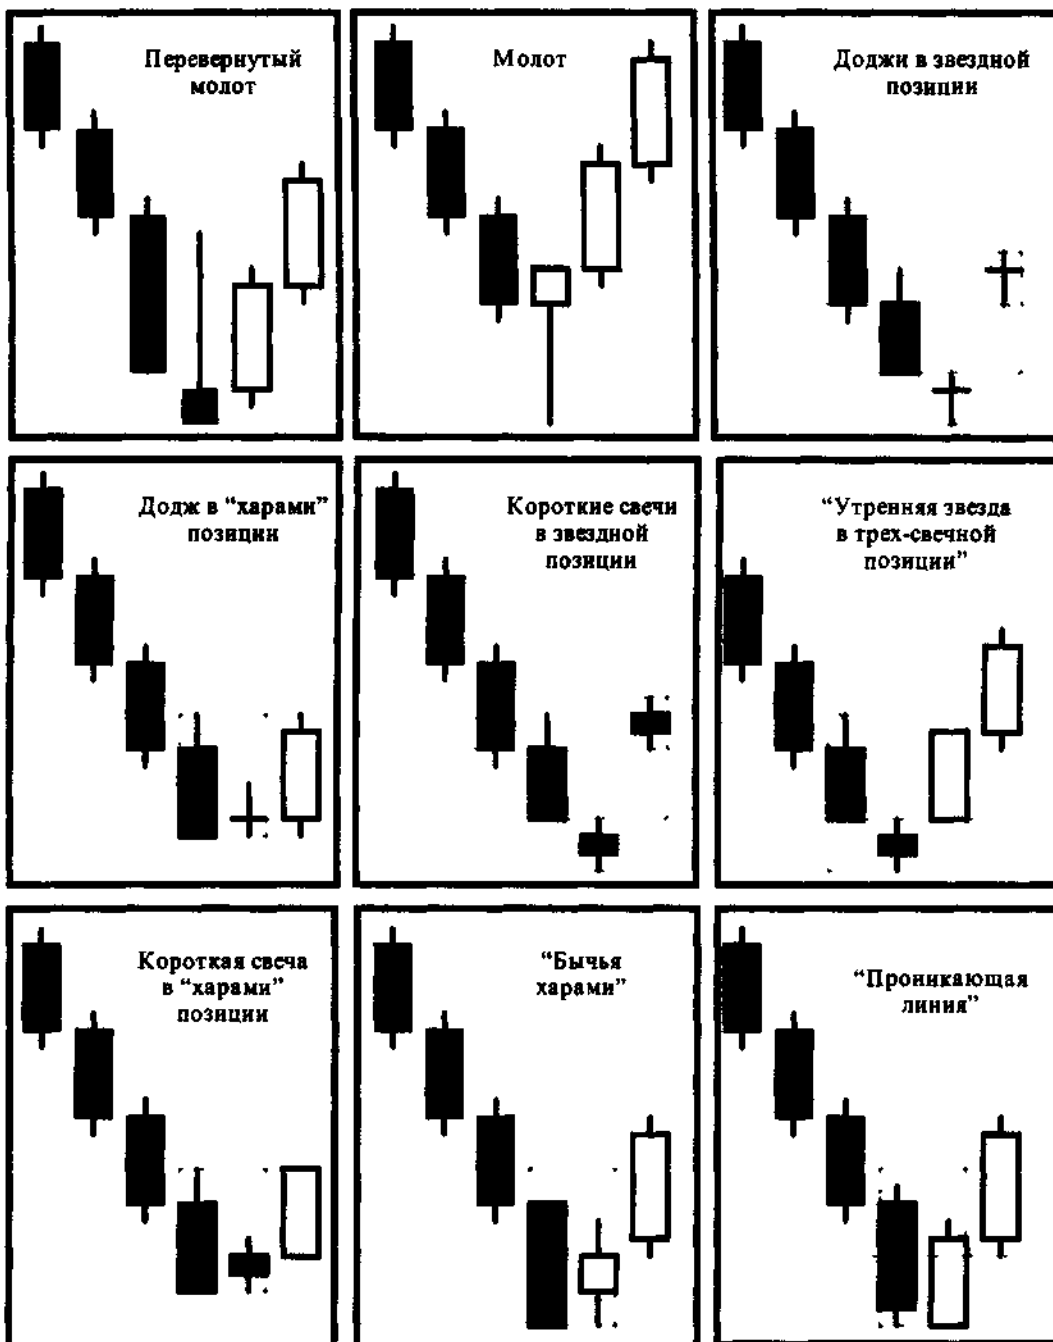 Перевернутый
молот
Молот
Доджи в звездной
позиции
Додж в “харами”
позиции
Короткие свечи
в звездной
позиции
“Утренняя звезда
в трех-свечной
позиции”
Короткая свеча
в “харами”
позиции
“Бычья
харами”
“Проникающая
линия”